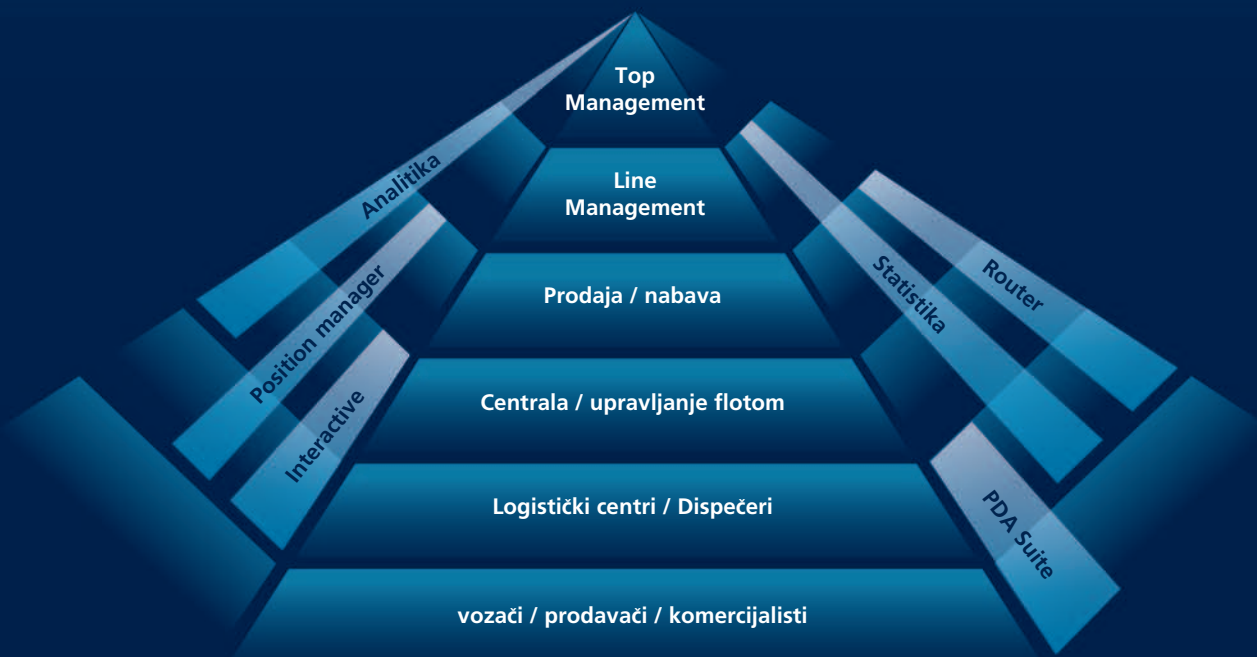 Top
Management
Line
Management
Prodaja / nabava
Centrala / upravljanje flotom
Logistički centri / Dispečeri
vozači / prodavači / komercijalisti
Analitika
Position manager
Interactive
Statistika
Router
PDA Suite